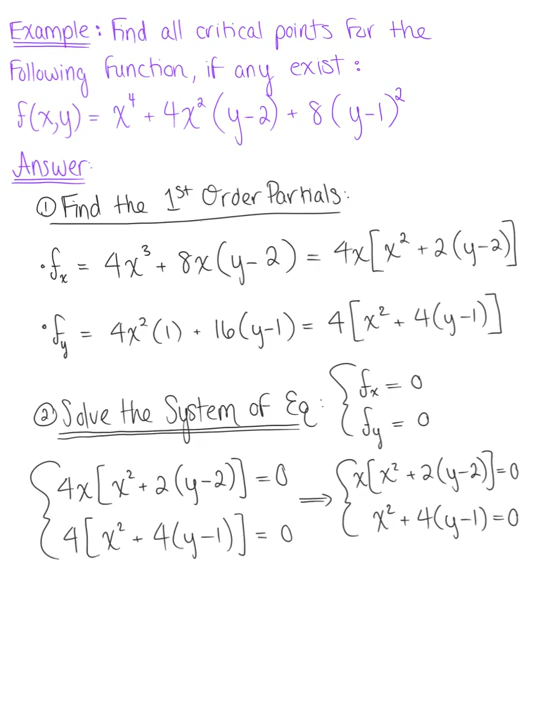 Example: Find all critical points for the
following function, if any exist:
f(x,y) = x⁴ + 4x²(y-2) + 8(y-1)²
Answer:
① Find the 1st Order Partials:
• fₓ = 4x³ + 8x(y-2) = 4x[x² + 2(y-2)]
• f_y = 4x²(1) + 16(y-1) = 4[x² + 4(y-1)]
② Solve the System of Eq: { fₓ = 0
f_y = 0
{ 4x[x² + 2(y-2)] = 0 ⟹ { x[x² + 2(y-2)] = 0
4[x² + 4(y-1)] = 0 x² + 4(y-1) = 0